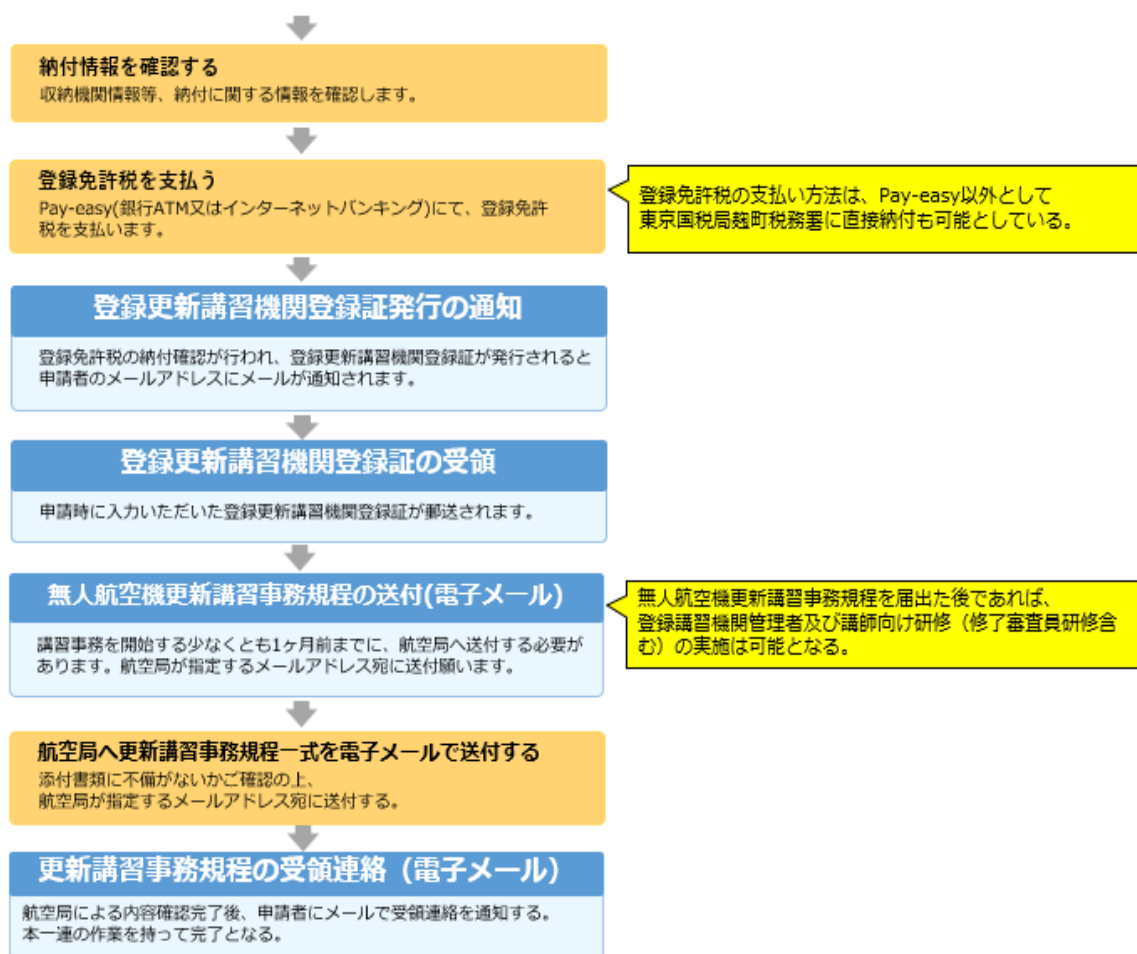 納付情報を確認する
収納機関情報等、納付に関する情報を確認します。
登録免許税を支払う
Pay-easy(銀行ATM又はインターネットバンキング)にて、登録免許
税を支払います。
登録免許税の支払い方法は、Pay-easy以外として
東京国税局麹町税務署に直接納付も可能としている。
登録更新講習機関登録証発行の通知
登録免許税の納付確認が行われ、登録更新講習機関登録証が発行されると
申請者のメールアドレスにメールが通知されます。
登録更新講習機関登録証の受領
申請時に入力いただいた登録更新講習機関登録証が郵送されます。
無人航空機更新講習事務規程の送付(電子メール)
講習事務を開始する少なくとも1ヶ月前までに、航空局へ送付する必要が
あります。航空局が指定するメールアドレス宛に送付願います。
無人航空機更新講習事務規程を届出た後であれば、
登録講習機関管理者及び講師向け研修（修了審査員研修含
む）の実施は可能となる。
航空局へ更新講習事務規程一式を電子メールで送付する
添付書類に不備がないかご確認の上、
航空局が指定するメールアドレス宛に送付する。
更新講習事務規程の受領連絡（電子メール）
航空局による内容確認完了後、申請者にメールで受領連絡を通知する。
本一連の作業を持って完了となる。